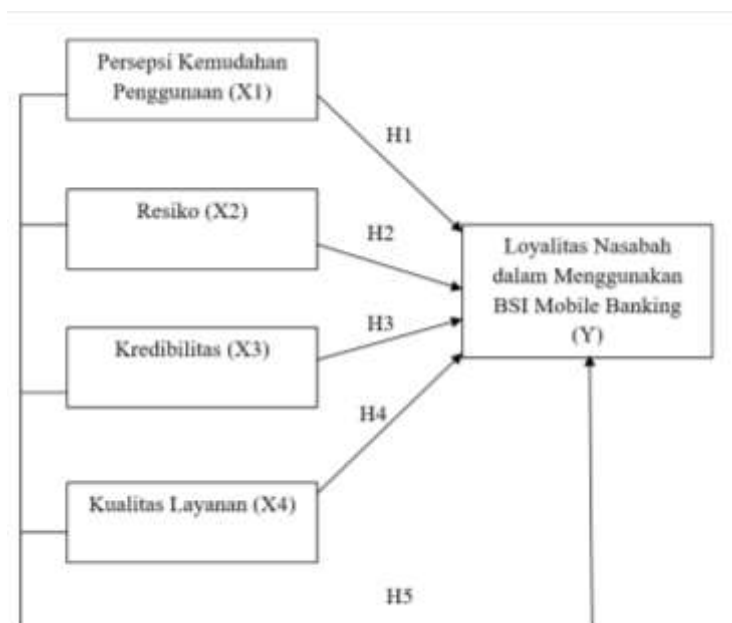 Persepsi Kemudahan
Penggunaan (X1)
H1
Resiko (X2)
H2
Loyalitas Nasabah
dalam Menggunakan
BSI Mobile Banking
(Y)
H3
Kredibilitas (X3)
H4
Kualitas Layanan (X4)
H5